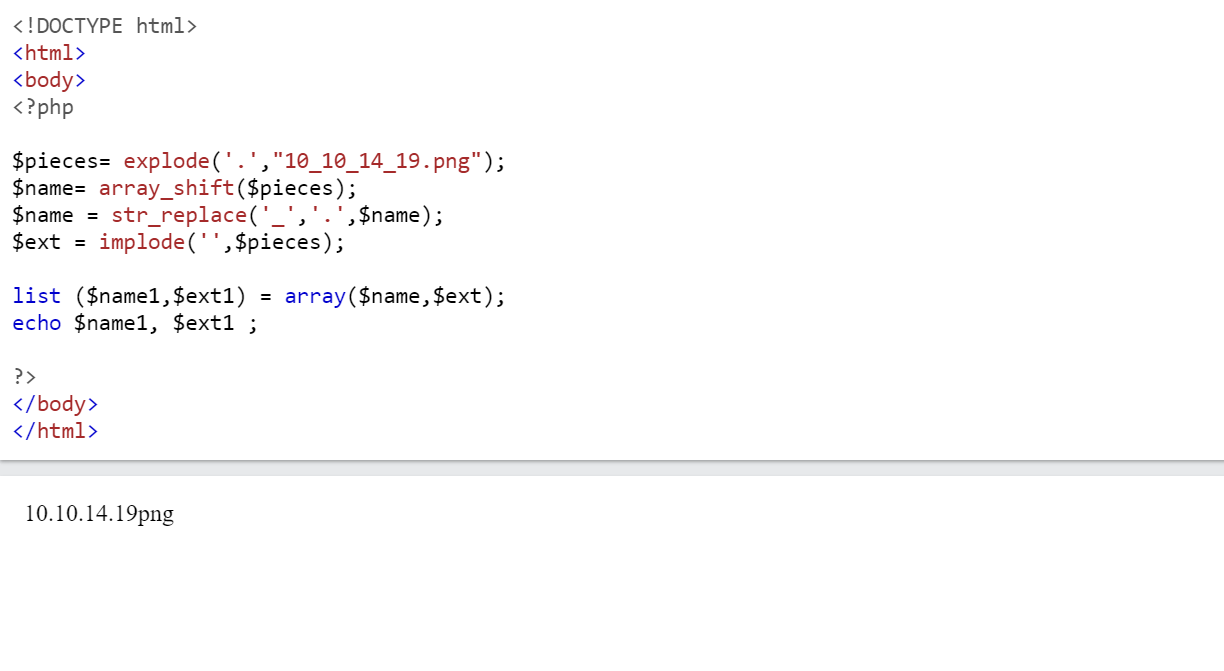 <!DOCTYPE html>
<html>
<body>
<?php
$pieces= explode('.',"10_10_14_19.png");
$name= array_shift($pieces);
$name = str_replace('_','.',$name);
$ext = implode('',$pieces);
list ($name1,$ext1) = array($name,$ext);
echo $name1, $ext1 ;
?>
</body>
</html>
10.10.14.19png